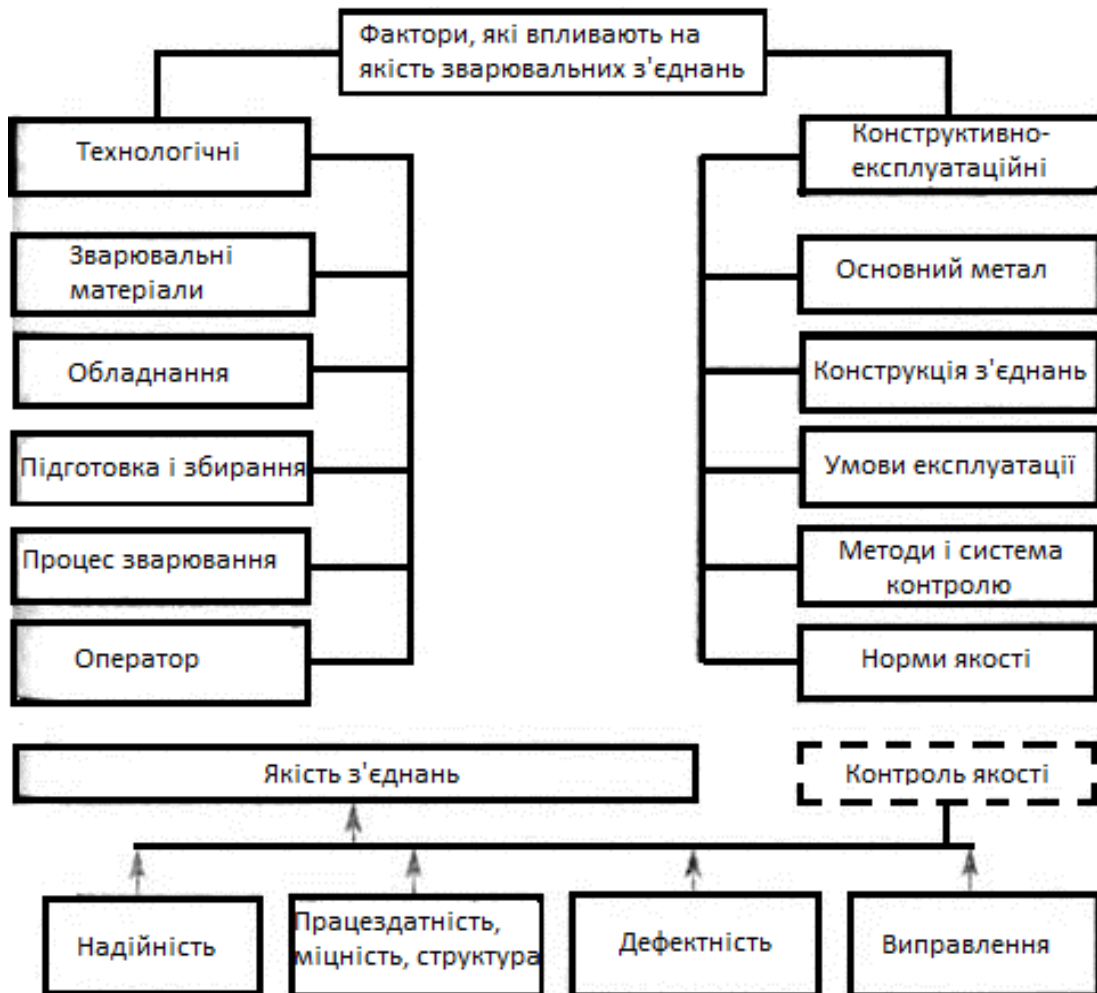 Фактори, які впливають на
якість зварювальних з'єднань
Технологічні
Зварювальні
матеріали
Обладнання
Підготовка і збирання
Процес зварювання
Оператор
Конструктивно-
експлуатаційні
Основний метал
Конструкція з'єднань
Умови експлуатації
Методи і система
контролю
Норми якості
Якість з'єднань
Контроль якості
Надійність
Працездатність,
міцність, структура
Дефектність
Виправлення